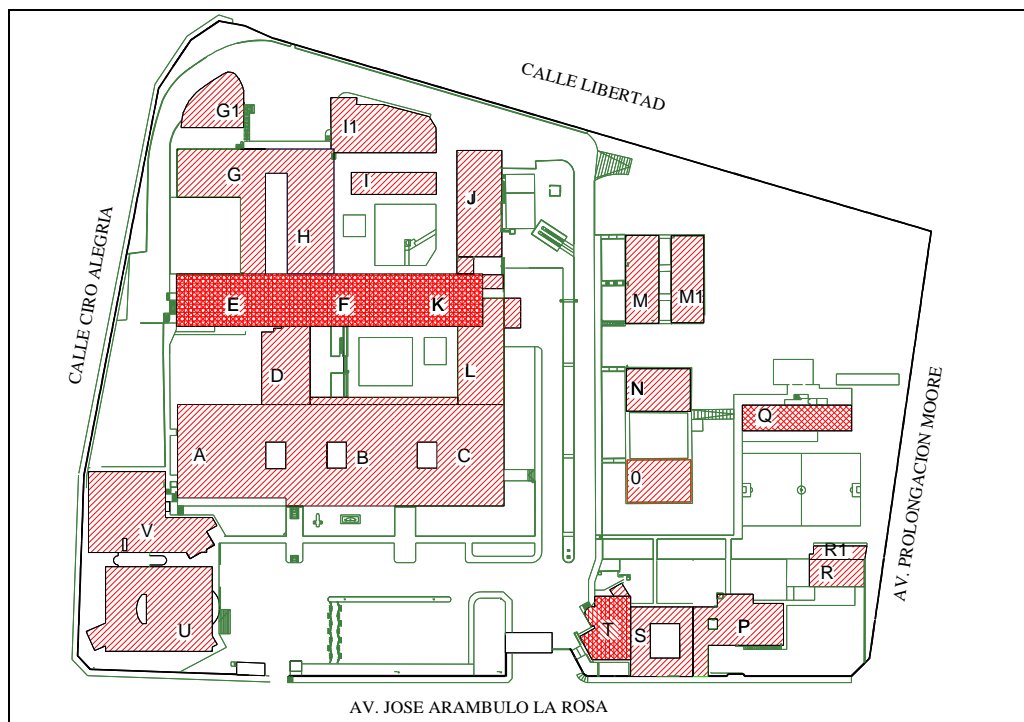 CALLE LIBERTAD
G1
I1
G
I
J
H
CALLE CIRO ALEGRIA
E
F
K
M
M1
D
L
N
Q
AV. PROLONGACION MOORE
A
B
C
0
V
R1
R
U
T
S
P
AV. JOSE ARAMBULO LA ROSA